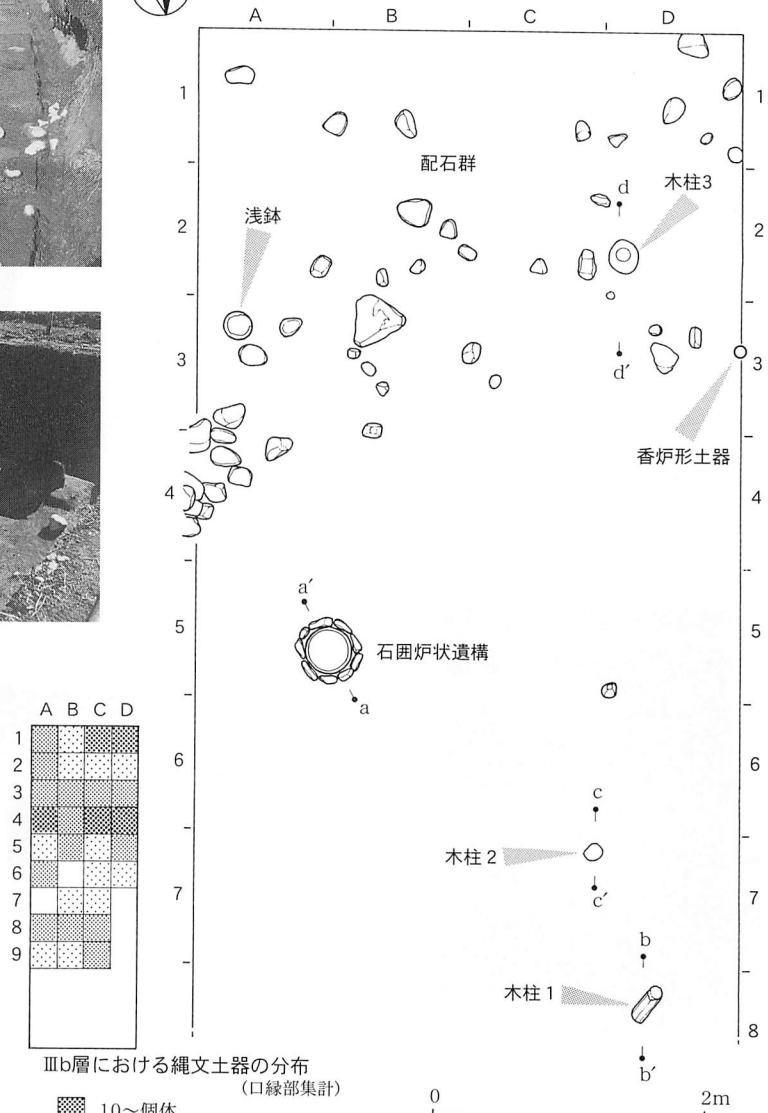 A B C D
1 1
配石群
d 木柱3
浅鉢
2 2
3 3
d′
香炉形土器
4 4
a′
5 5
石囲炉状遺構
a
A B C D
1
2
3
4
5
6
7
8
9
6 6
c
木柱2
c′
7 7
b
木柱1
8
b′
Ⅲb層における縄文土器の分布
(口縁部集計)
10～個体
0 2m